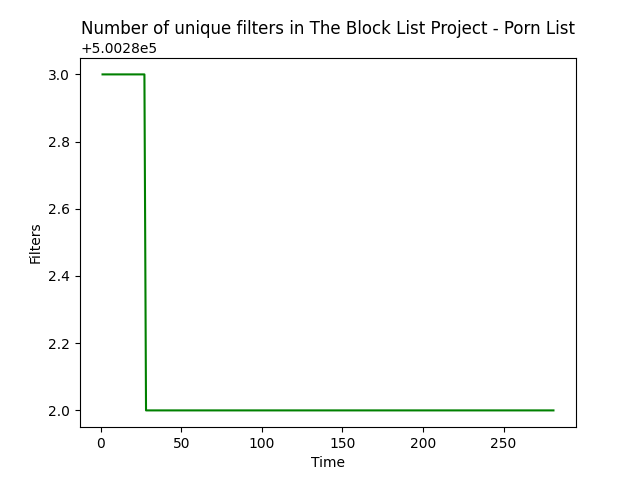 Number of unique filters in The Block List Project - Porn List
+5.0028e5
3.0
2.8
2.6
2.4
2.2
2.0
Filters
0 50 100 150 200 250
Time